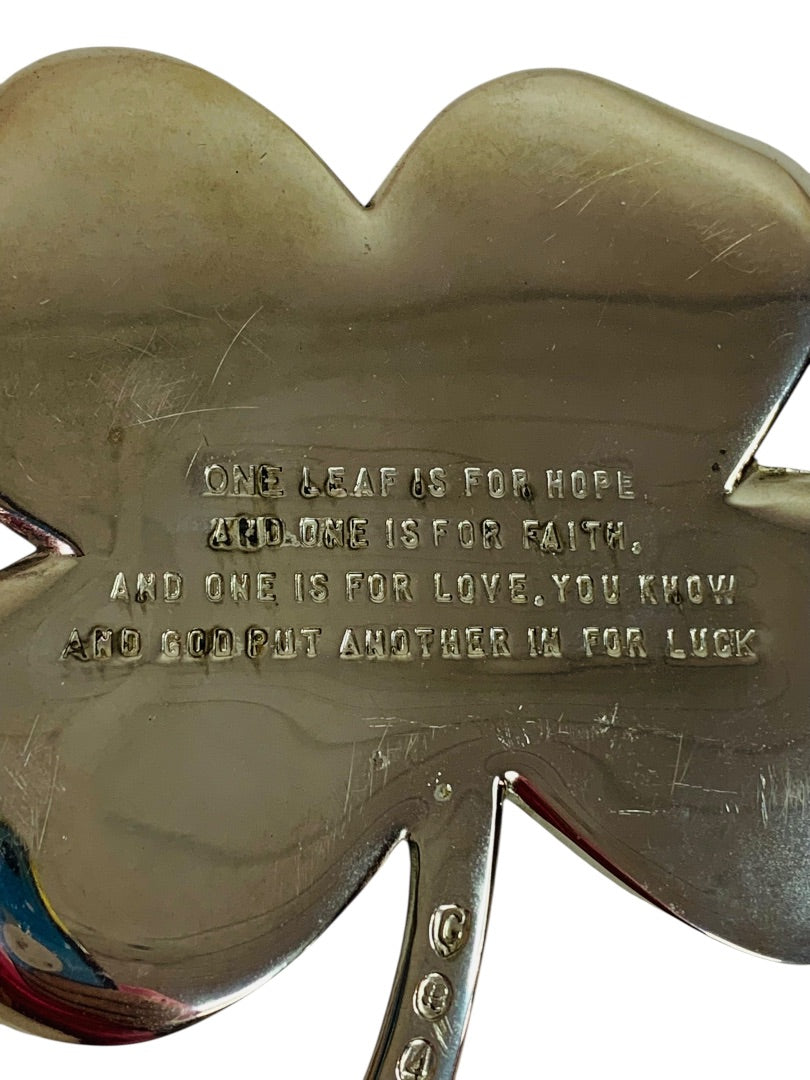 ONE LEAF IS FOR HOPE
AND ONE IS FOR FAITH.
AND ONE IS FOR LOVE. YOU KNOW
AND GOD PUT ANOTHER IN FOR LUCK
G
4